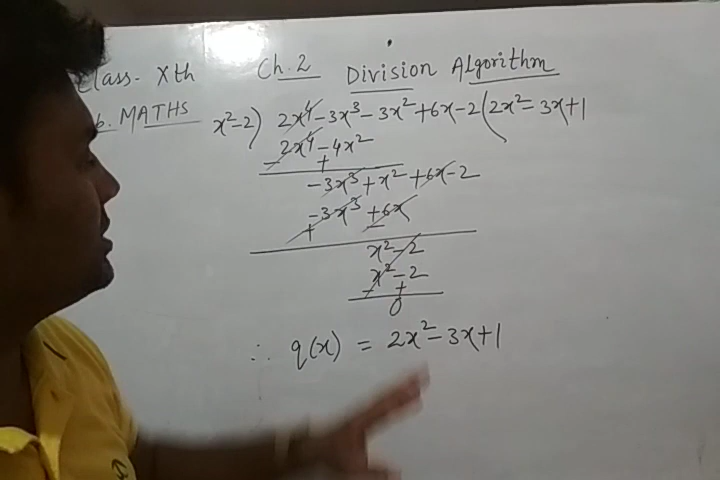 Class- Xth Ch. 2 Division Algorithm
b. MATHS
x²-2) 2x⁴-3x³-3x²+6x-2(2x²-3x+1
2x⁴-4x²
- +
-3x³+x²+6x-2
-3x³+6x
+ -
x²-2
x²-2
- +
0
∴ q(x) = 2x²-3x+1